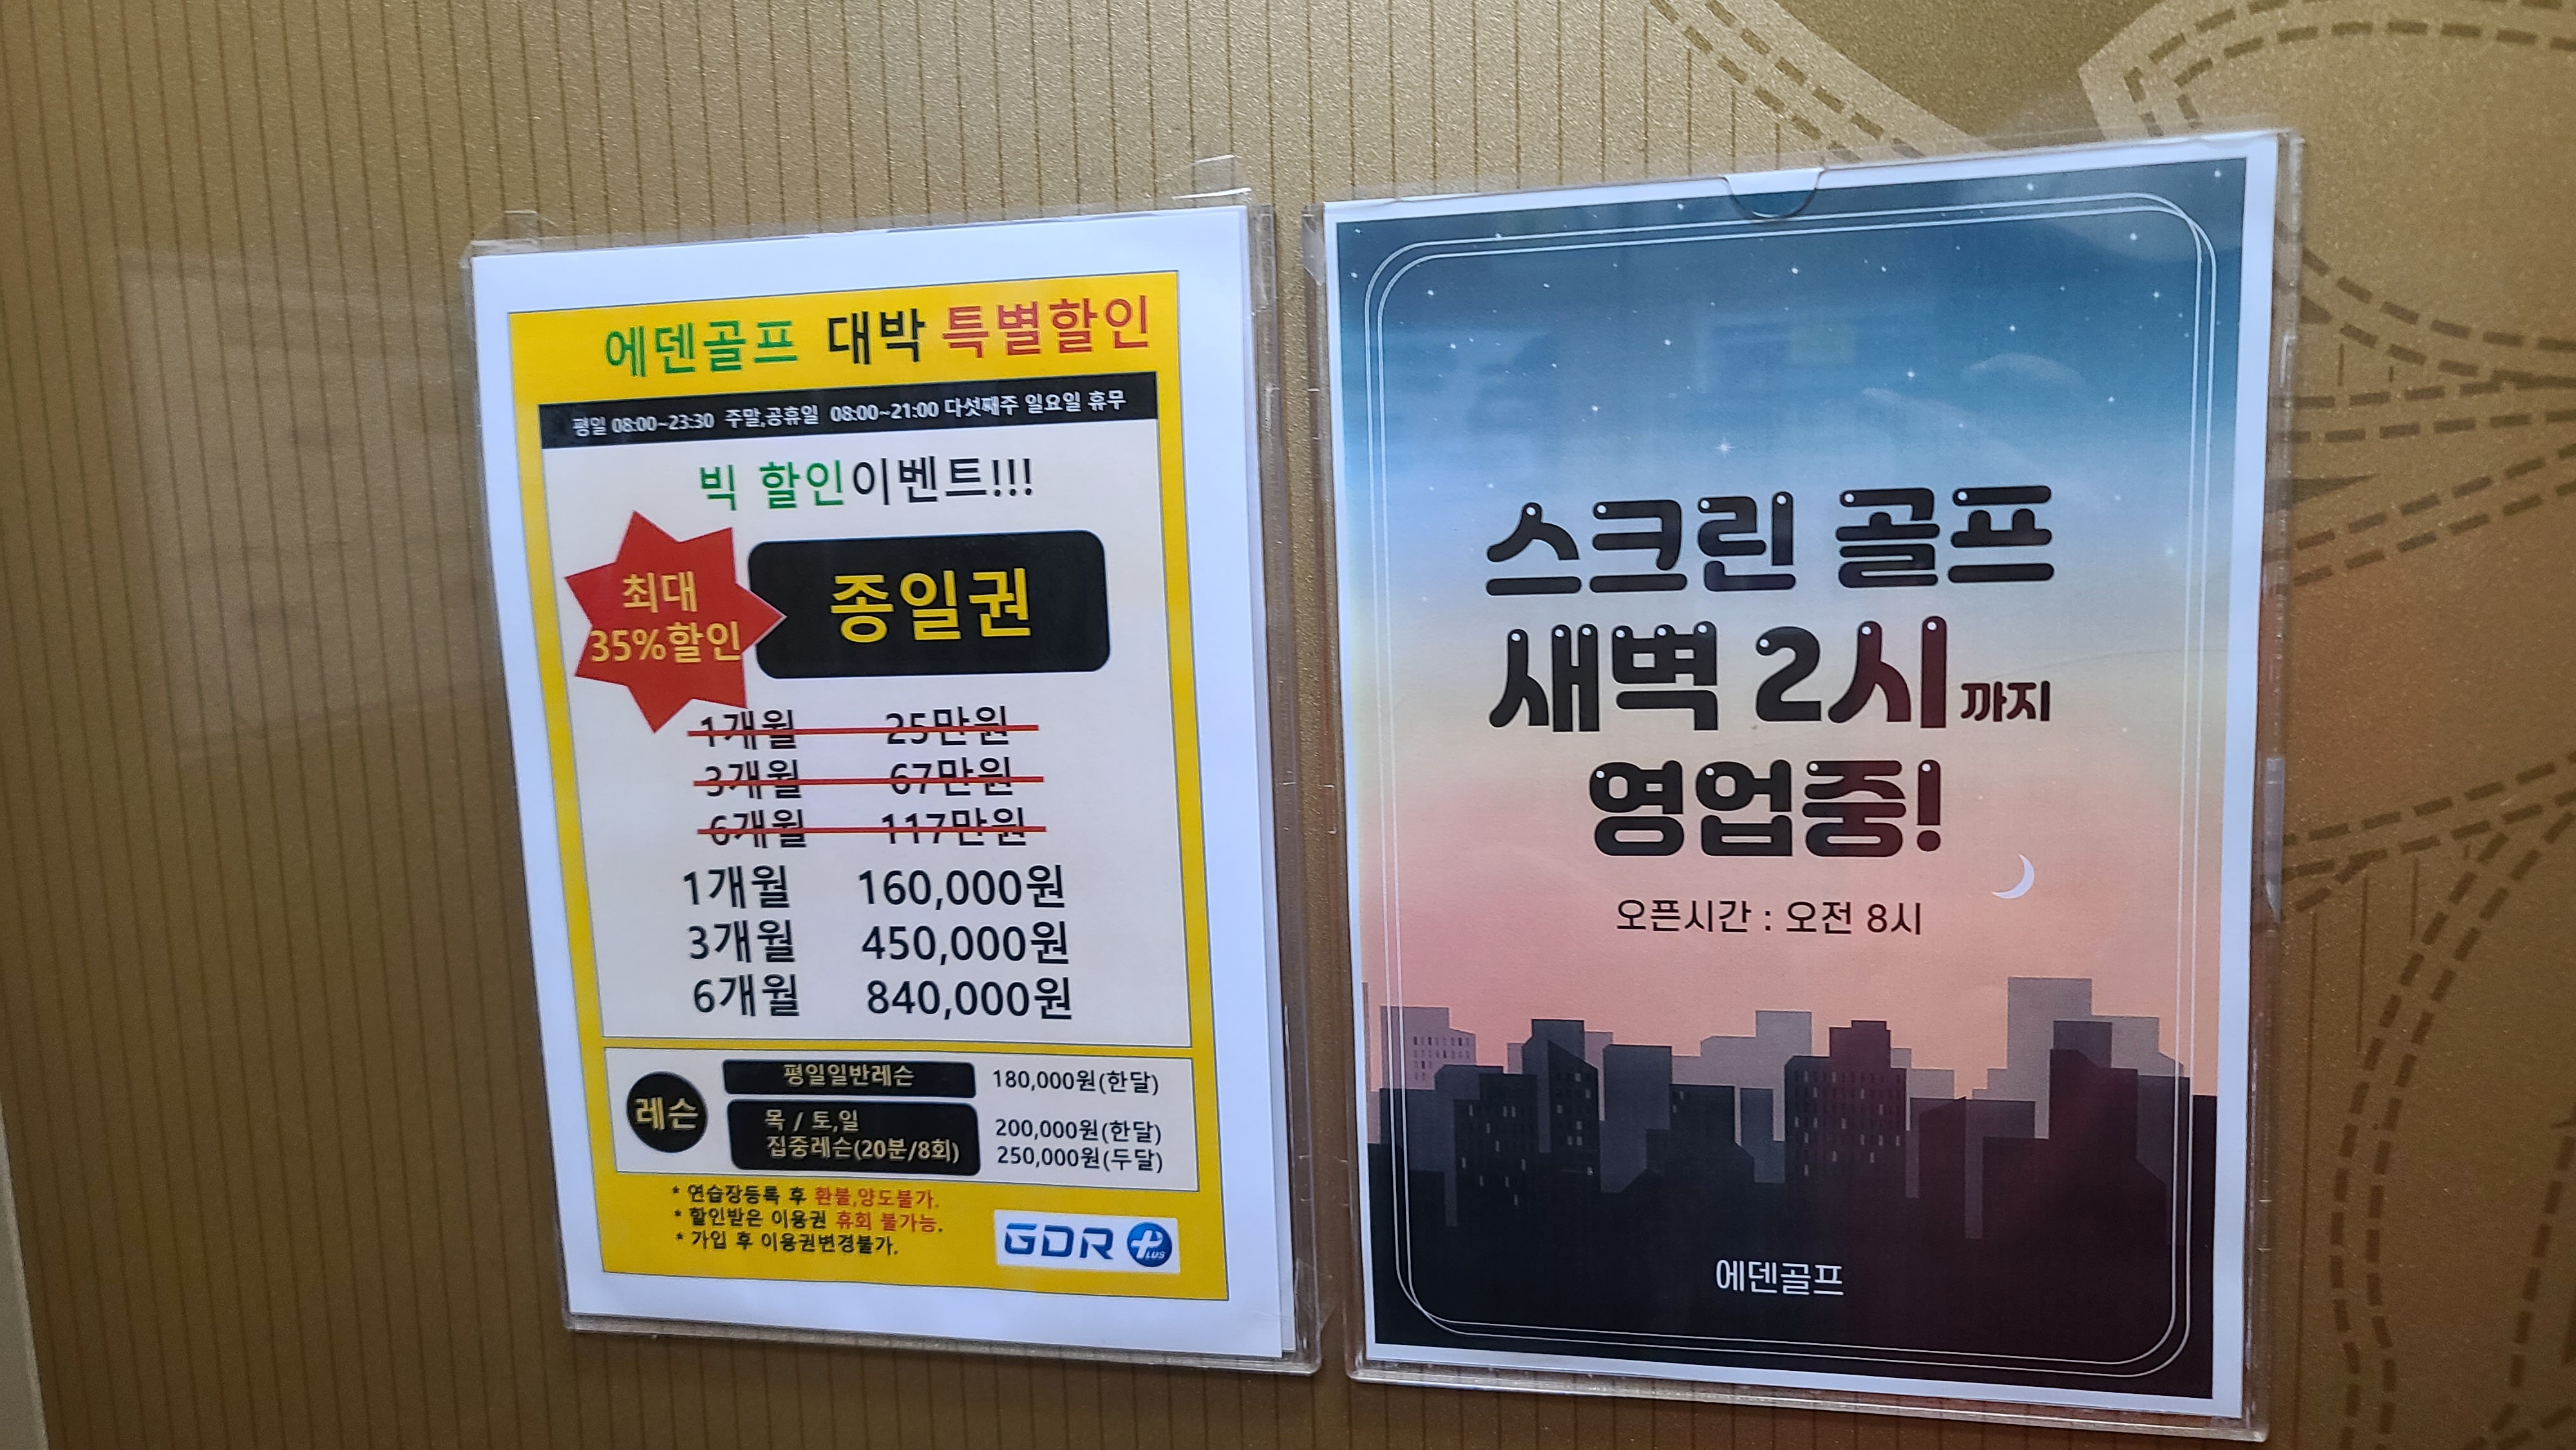 에덴골프 대박 특별할인
평일 08:00~23:30 주말,공휴일 08:00~21:00 다섯째주 일요일 휴무
빅 할인이벤트!!!
최대
35%할인
종일권
1개월 25만원
3개월 67만원
6개월 117만원
1개월 160,000원
3개월 450,000원
6개월 840,000원
레슨
평일일반레슨 180,000원(한달)
목 / 토,일
집중레슨(20분/8회)
200,000원(한달)
250,000원(두달)
* 연습장등록 후 환불,양도불가.
* 할인받은 이용권 휴회 불가능.
* 가입 후 이용권변경불가.
GDR PLUS
스크린 골프
새벽 2시까지
영업중!
오픈시간 : 오전 8시
에덴골프